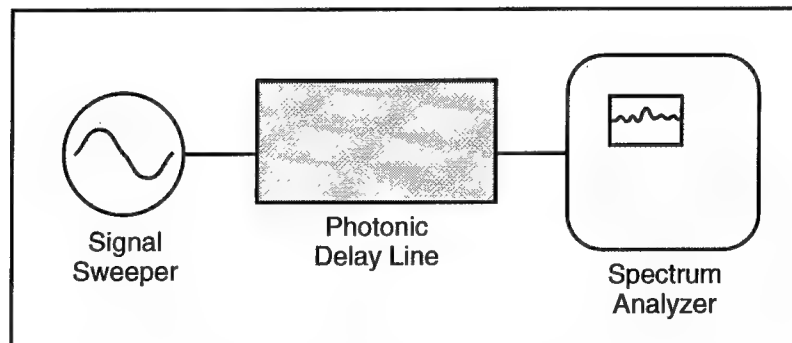 Signal
Sweeper
Photonic
Delay Line
Spectrum
Analyzer